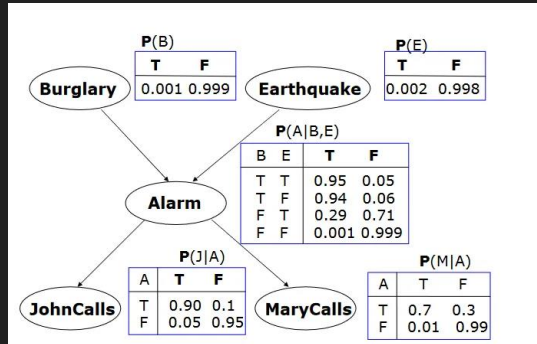 P(B)
T F
Burglary
0.001 0.999
P(E)
T F
Earthquake
0.002 0.998
P(A|B,E)
B E T F
T T 0.95 0.05
T F 0.94 0.06
F T 0.29 0.71
F F 0.001 0.999
Alarm
P(J|A)
A T F
T 0.90 0.1
F 0.05 0.95
JohnCalls
P(M|A)
A T F
T 0.7 0.3
F 0.01 0.99
MaryCalls